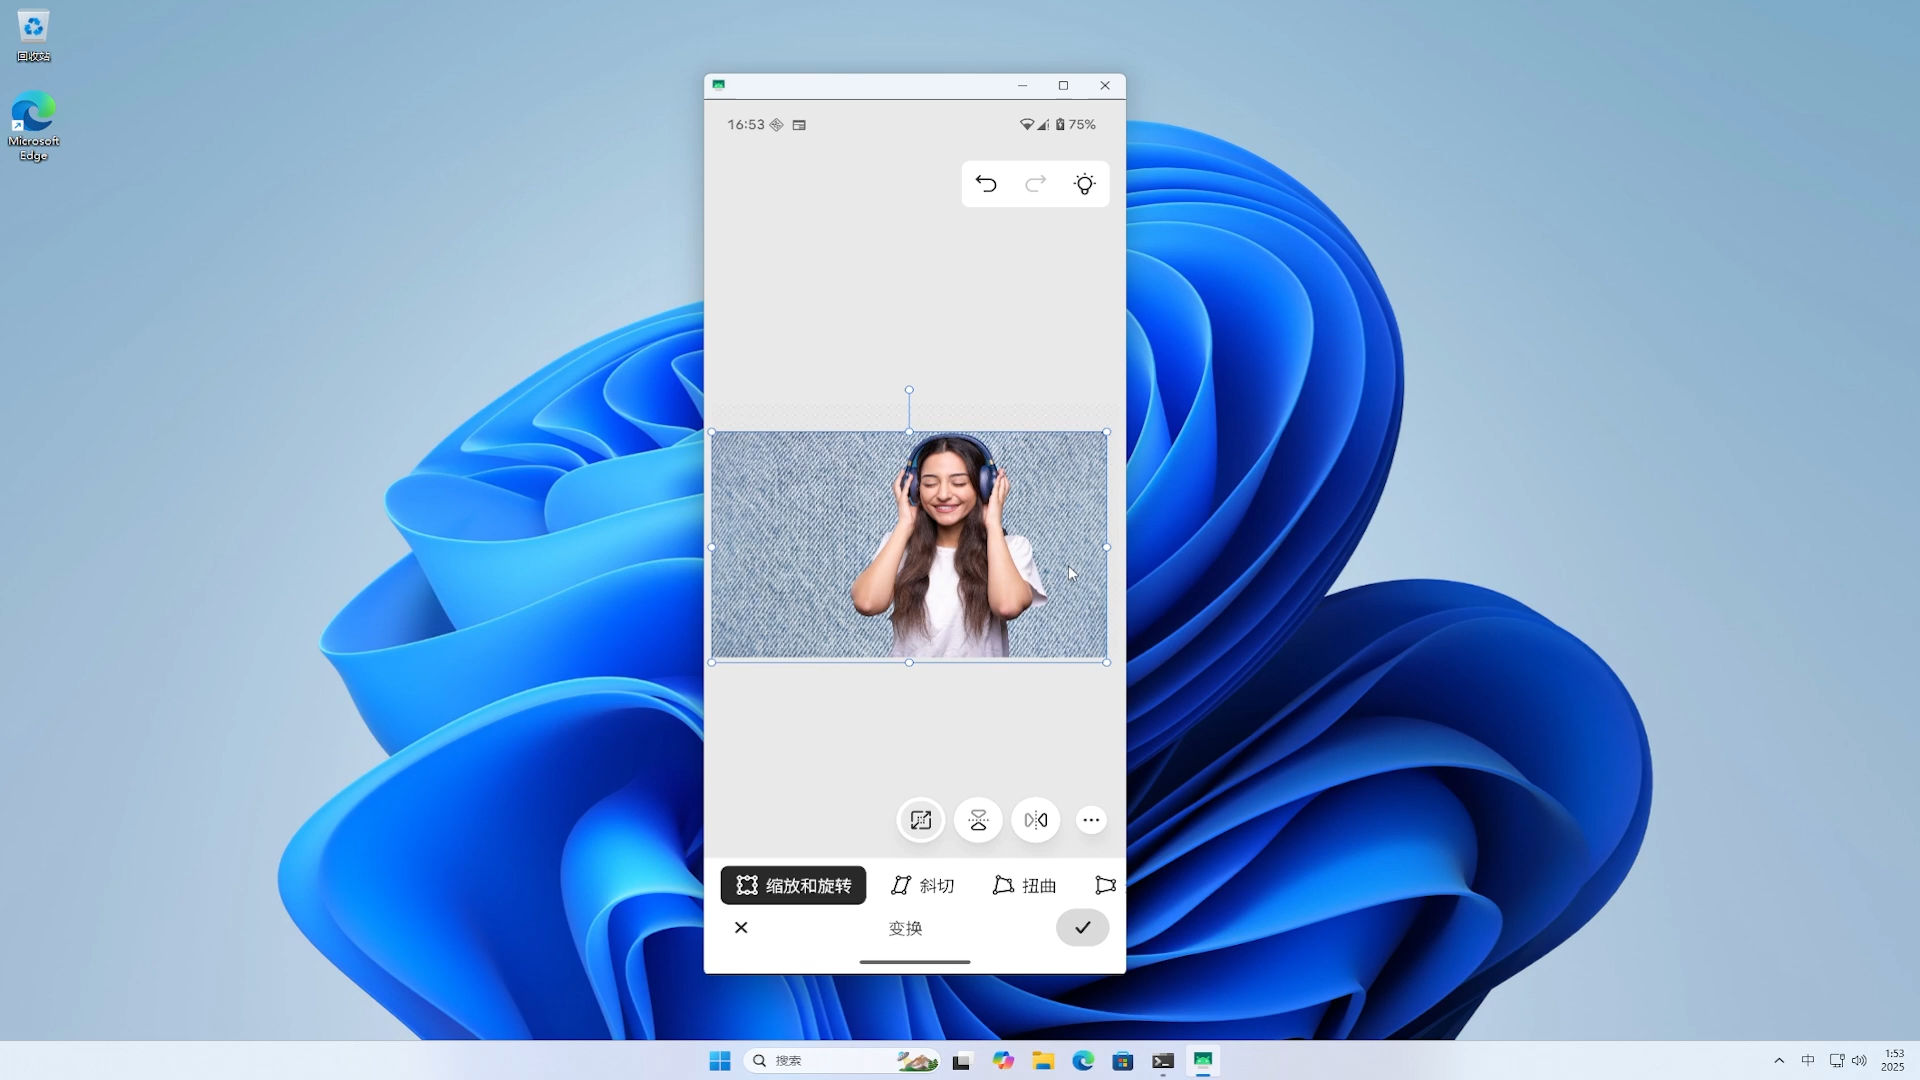 回收站
Microsoft
Edge
16:53
75%
缩放和旋转
斜切
扭曲
变换
搜索
中
1:53
2025